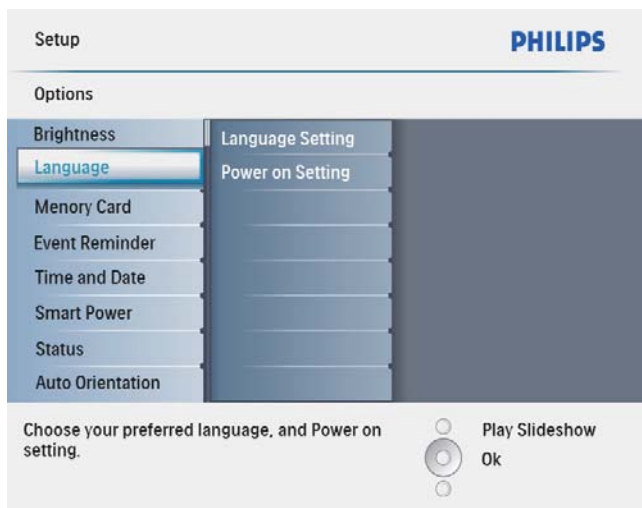 Setup
PHILIPS
Options
Brightness
Language
Menory Card
Event Reminder
Time and Date
Smart Power
Status
Auto Orientation
Language Setting
Power on Setting
Choose your preferred language, and Power on
setting.
Play Slideshow
Ok